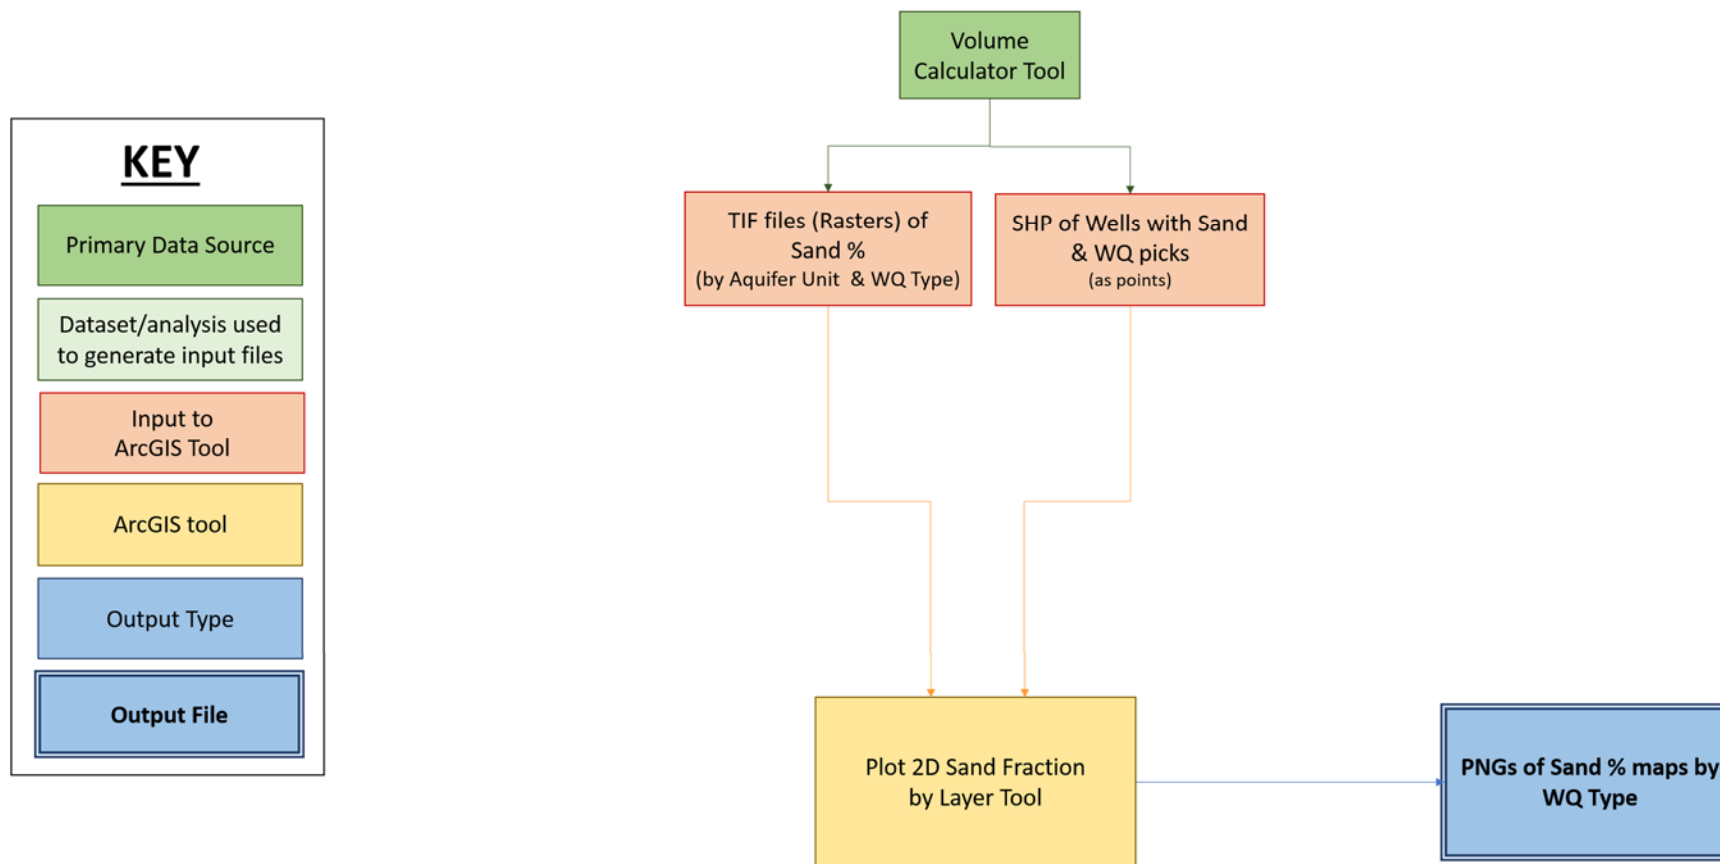 KEY
Primary Data Source
Dataset/analysis used
to generate input files
Input to
ArcGIS Tool
ArcGIS tool
Output Type
Output File
Volume
Calculator Tool
TIF files (Rasters) of
Sand %
(by Aquifer Unit & WQ Type)
SHP of Wells with Sand
& WQ picks
(as points)
Plot 2D Sand Fraction
by Layer Tool
PNGs of Sand % maps by
WQ Type